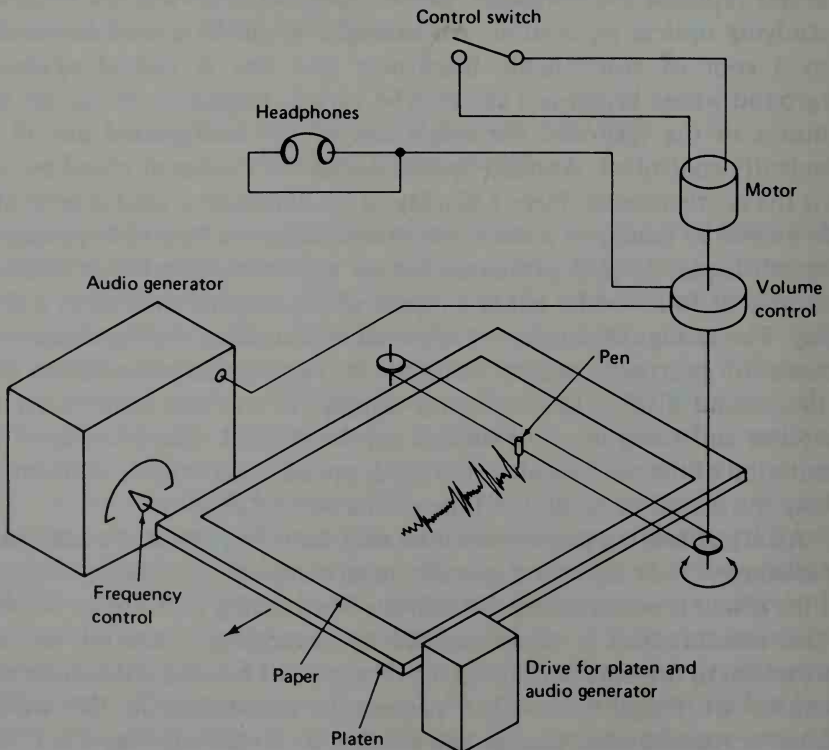 Control switch
Headphones
Motor
Audio generator
Volume
control
Pen
Frequency
control
Paper
Drive for platen and
audio generator
Platen